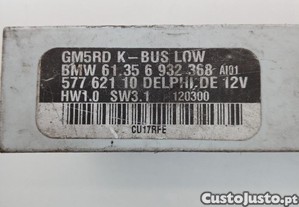 GM5RD K-BUS LOW
BMW 61.35 6 932 368 AI01
577 621 10 DELPHI.DE 12V
HW1.0 SW3.1 120300
CU17RFE
CustoJusto.pt